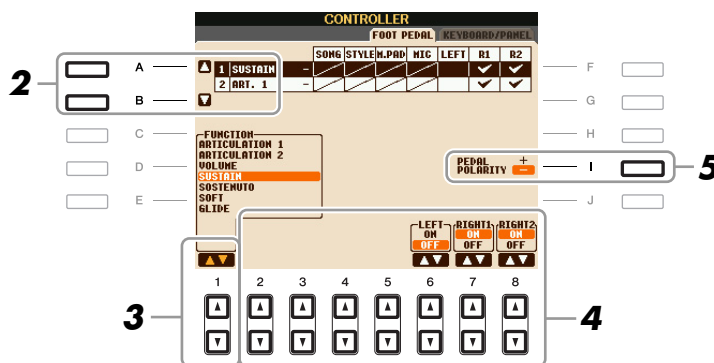 CONTROLLER
FOOT PEDAL KEYBOARD/PANEL
SONG STYLE M.PAD MIC LEFT R1 R2
1 SUSTAIN –
2 ART. 1 –
2
A
B
C
D
E
F
G
H
I
J
FUNCTION
ARTICULATION 1
ARTICULATION 2
VOLUME
SUSTAIN
SOSTENUTO
SOFT
GLIDE
PEDAL POLARITY + –
5
LEFT RIGHT1 RIGHT2
ON ON ON
OFF OFF OFF
1 2 3 4 5 6 7 8
3
4